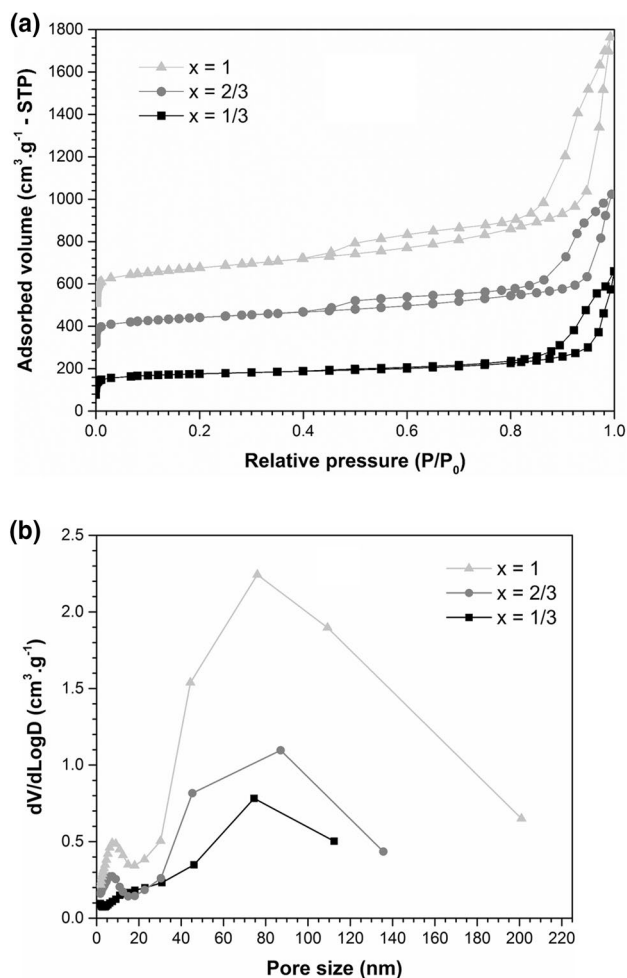 (a)
1800
1600
1400
1200
1000
800
600
400
200
0
Adsorbed volume (cm³.g⁻¹ - STP)
x = 1
x = 2/3
x = 1/3
0.0 0.2 0.4 0.6 0.8 1.0
Relative pressure (P/P₀)
(b)
2.5
2.0
1.5
1.0
0.5
0.0
dV/dLogD (cm³.g⁻¹)
x = 1
x = 2/3
x = 1/3
0 20 40 60 80 100 120 140 160 180 200 220
Pore size (nm)